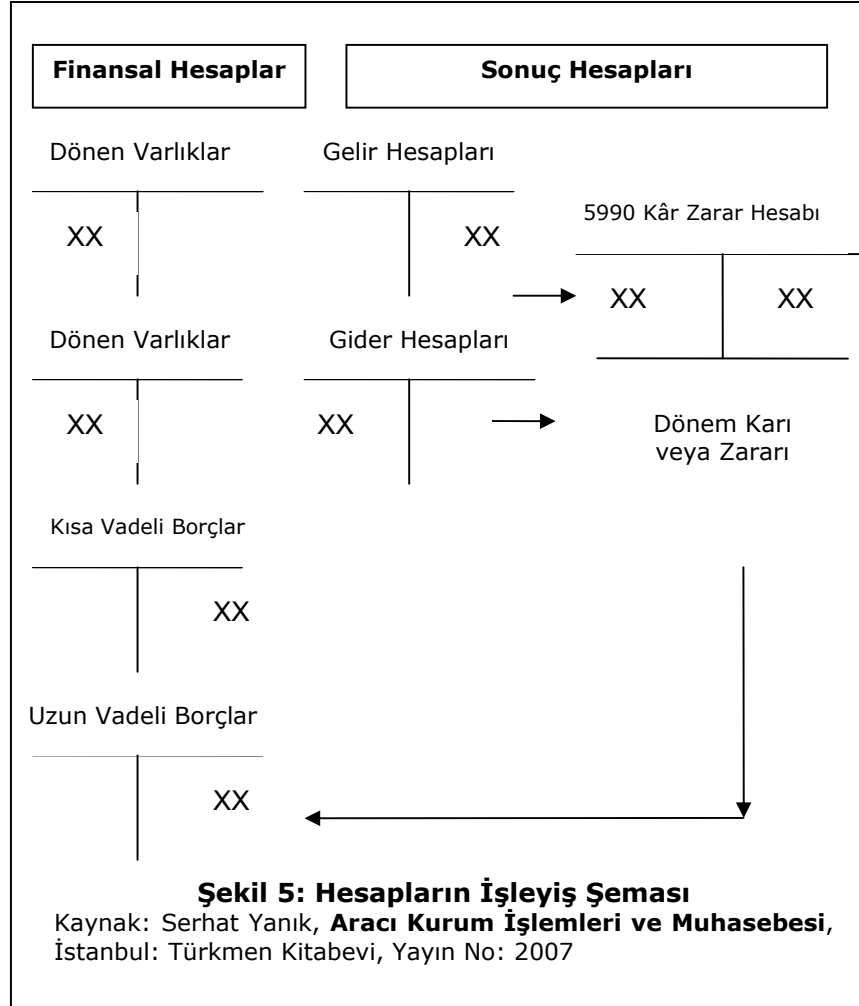 Finansal Hesaplar
Sonuç Hesapları
Dönen Varlıklar
Gelir Hesapları
5990 Kâr Zarar Hesabı
XX
XX
XX
XX
Dönen Varlıklar
Gider Hesapları
XX
XX
Dönem Karı
veya Zararı
Kısa Vadeli Borçlar
XX
Uzun Vadeli Borçlar
XX
Şekil 5: Hesapların İşleyiş Şeması
Kaynak: Serhat Yanık, Aracı Kurum İşlemleri ve Muhasebesi,
İstanbul: Türkmen Kitabevi, Yayın No: 2007